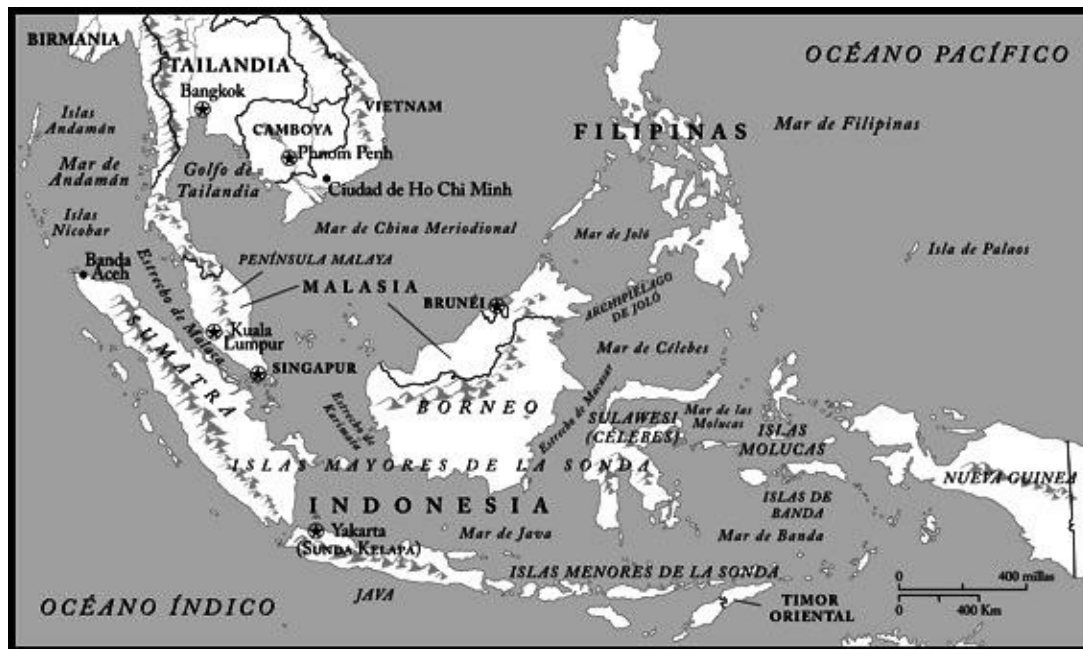 BIRMANIA
OCÉANO PACÍFICO
TAILANDIA
Bangkok
Islas
Andamán
VIETNAM
CAMBOYA
FILIPINAS
Mar de Filipinas
Phnom Penh
Mar de
Andamán
Golfo de
Tailandia
Ciudad de Ho Chi Minh
Islas
Nicobar
Mar de China Meriodional
Mar de Joló
Isla de Palaos
Banda
Aceh
Estrecho de Malaca
PENÍNSULA MALAYA
MALASIA
BRUNÉI
ARCHIPIÉLAGO
DE JOLÓ
Kuala
Lumpur
SUMATRA
SINGAPUR
Mar de Célebes
Estrecho de
Karimata
BORNEO
Estrecho de Macasar
SULAWESI
(CÉLEBES)
Mar de las
Molucas
ISLAS
MOLUCAS
ISLAS MAYORES DE LA SONDA
NUEVA GUINEA
INDONESIA
ISLAS DE
BANDA
Yakarta
(SUNDA KELAPA)
Mar de Java
Mar de Banda
ISLAS MENORES DE LA SONDA
JAVA
OCÉANO ÍNDICO
TIMOR
ORIENTAL
0 400 millas
0 400 Km